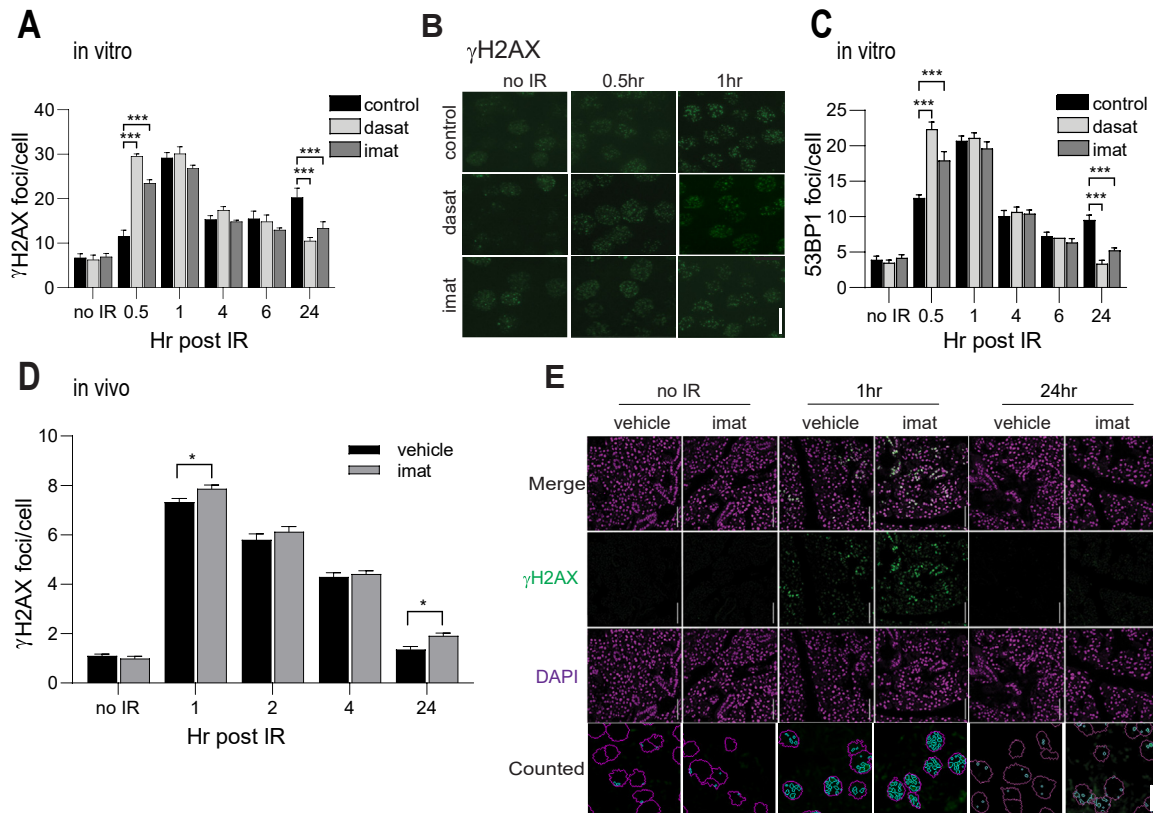 A
in vitro
γH2AX foci/cell
40
30
20
10
0
***
***
***
***
control
dasat
imat
no IR 0.5 1 4 6 24
Hr post IR
B
γH2AX
no IR 0.5hr 1hr
control
dasat
imat
C
in vitro
53BP1 foci/cell
25
20
15
10
5
0
***
***
***
***
control
dasat
imat
no IR 0.5 1 4 6 24
Hr post IR
D
in vivo
γH2AX foci/cell
10
8
6
4
2
0
*
*
vehicle
imat
no IR 1 2 4 24
Hr post IR
E
no IR 1hr 24hr
vehicle imat vehicle imat vehicle imat
Merge
γH2AX
DAPI
Counted